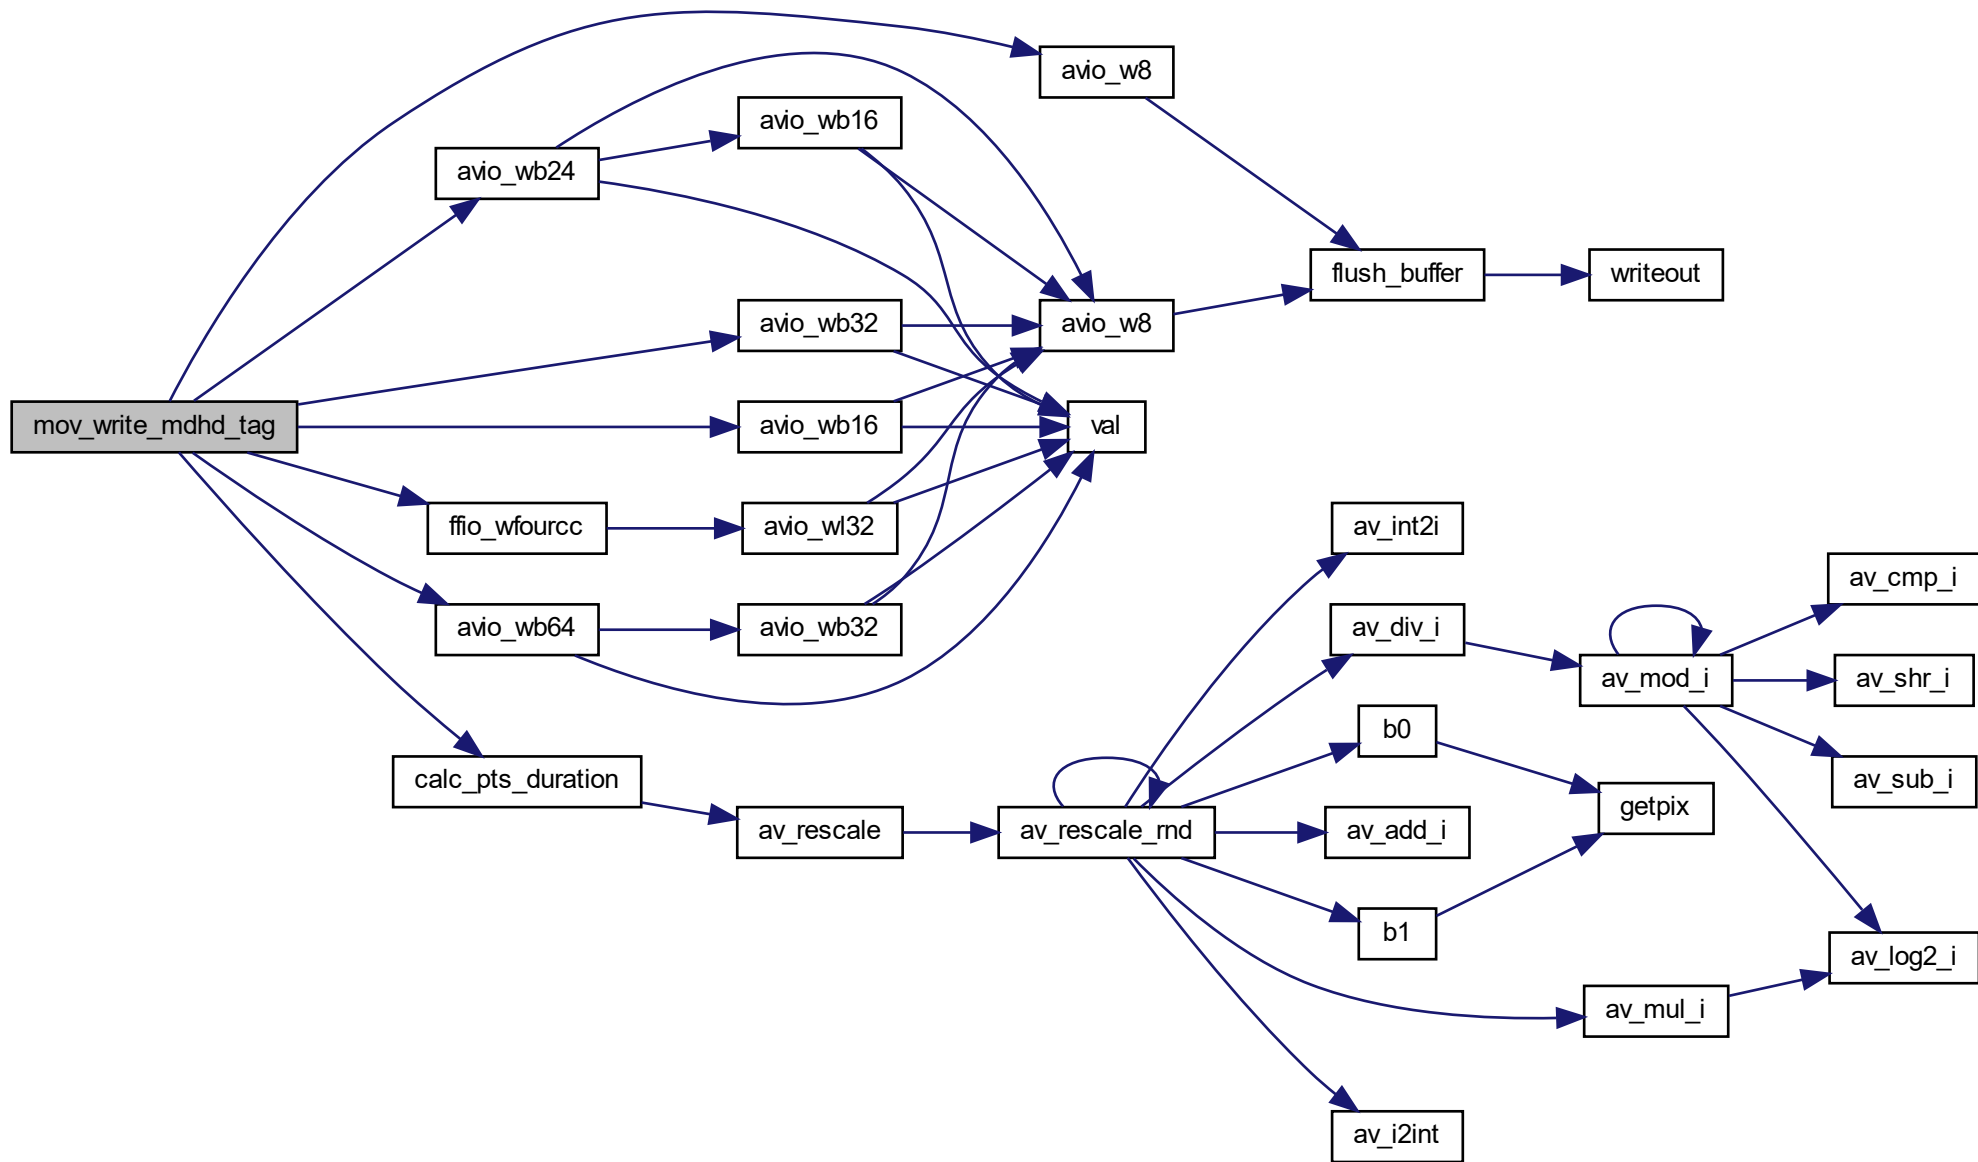 avio_w8
avio_wb16
avio_wb24
flush_buffer
writeout
avio_wb32
avio_w8
mov_write_mdhd_tag
avio_wb16
val
ffio_wfourcc
avio_wl32
av_int2i
av_cmp_i
avio_wb64
avio_wb32
av_div_i
av_mod_i
av_shr_i
b0
calc_pts_duration
av_sub_i
getpix
av_rescale
av_rescale_rnd
av_add_i
b1
av_log2_i
av_mul_i
av_i2int